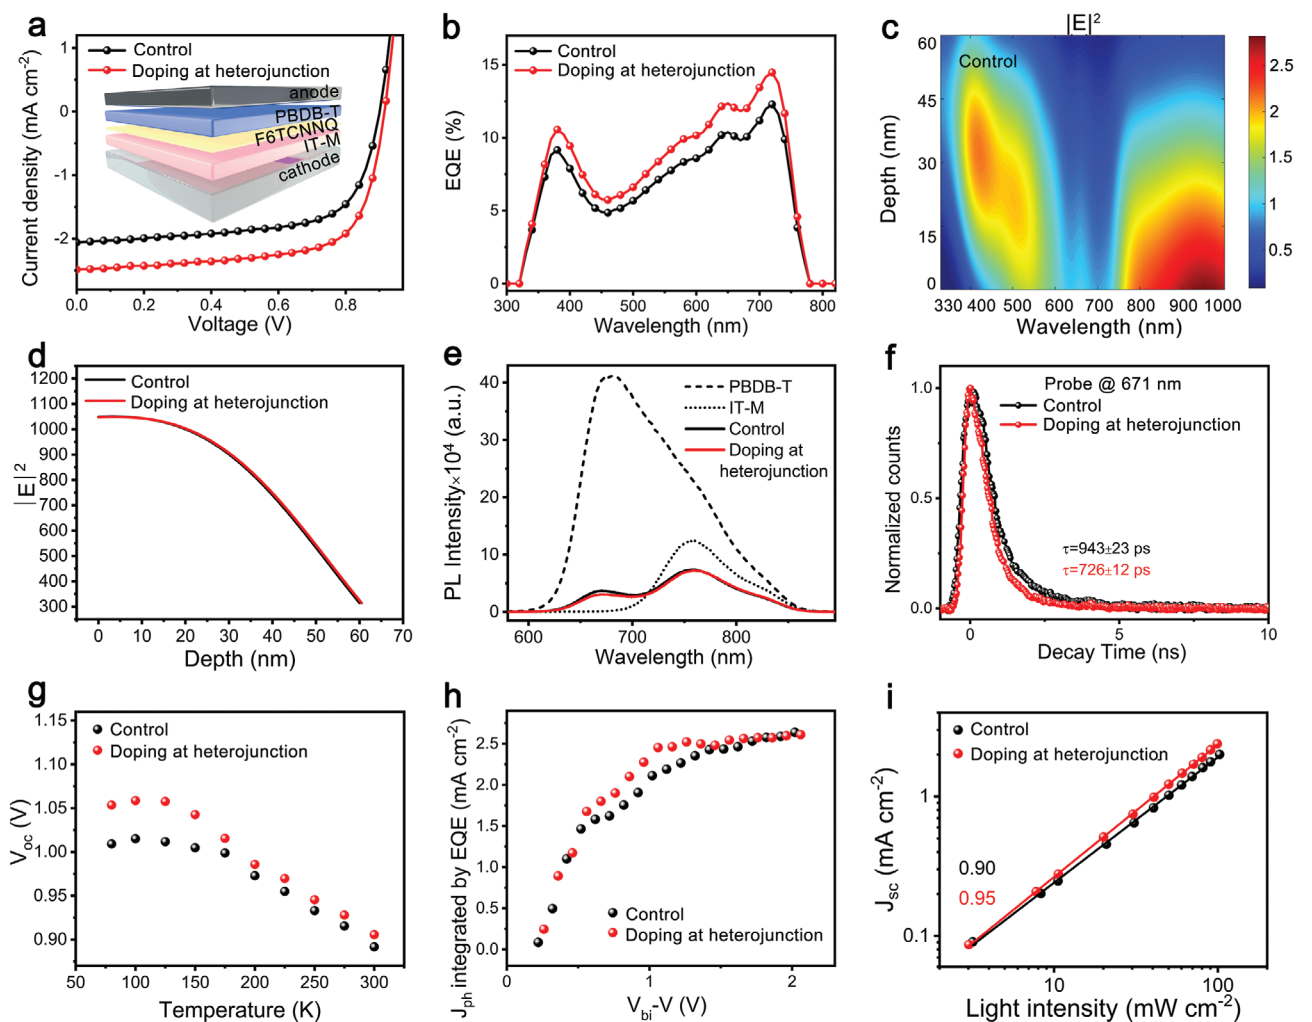 a
Control
Doping at heterojunction
anode
PBDB-T
F6TCNNQ
IT-M
cathode
1
0
-1
-2
Current density (mA cm⁻²)
0.0 0.2 0.4 0.6 0.8
Voltage (V)
b
Control
Doping at heterojunction
15
10
5
0
EQE (%)
300 400 500 600 700 800
Wavelength (nm)
c
|E|²
Control
60
45
30
15
0
Depth (nm)
330 400 500 600 700 900 1000
Wavelength (nm)
2.5
2
1.5
1
0.5
d
Control
Doping at heterojunction
1200
1100
1000
900
800
700
600
500
400
300
|E|²
0 10 20 30 40 50 60 70
Depth (nm)
e
PBDB-T
IT-M
Control
Doping at
heterojunction
40
30
20
10
0
PL Intensity×10⁴ (a.u.)
600 700 800
Wavelength (nm)
f
Probe @ 671 nm
Control
Doping at heterojunction
τ=943±23 ps
τ=726±12 ps
1.0
0.5
0.0
Normalized counts
0 5 10
Decay Time (ns)
g
Control
Doping at heterojunction
1.15
1.10
1.05
1.00
0.95
0.90
Voc (V)
50 100 150 200 250 300
Temperature (K)
h
Control
Doping at heterojunction
2.5
2.0
1.5
1.0
0.5
0.0
Jph integrated by EQE (mA cm⁻²)
0 1 2
Vbi-V (V)
i
Control
Doping at heterojunction
0.90
0.95
1
0.1
Jsc (mA cm⁻²)
10 100
Light intensity (mW cm⁻²)